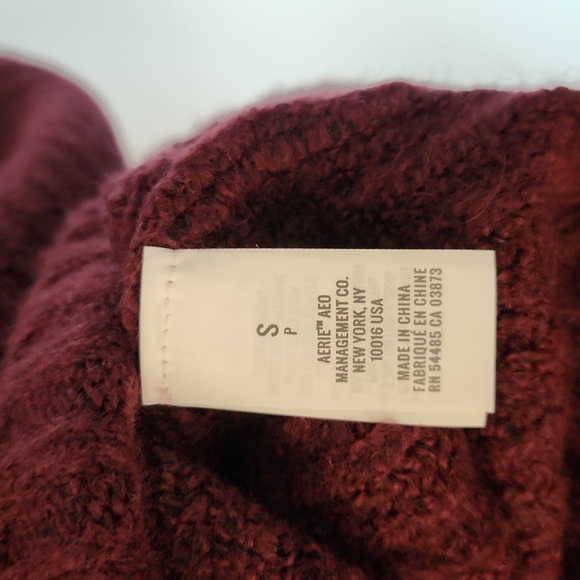 S
P
AERIE™ AEO
MANAGEMENT CO.
NEW YORK, NY
10016 USA
MADE IN CHINA
FABRIQUÉ EN CHINE
RN 54485 CA 03873